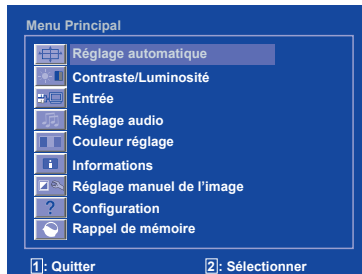 Menu Principal
Réglage automatique
Contraste/Luminosité
Entrée
Réglage audio
Couleur réglage
Informations
Réglage manuel de l'image
Configuration
Rappel de mémoire
1: Quitter 2: Sélectionner